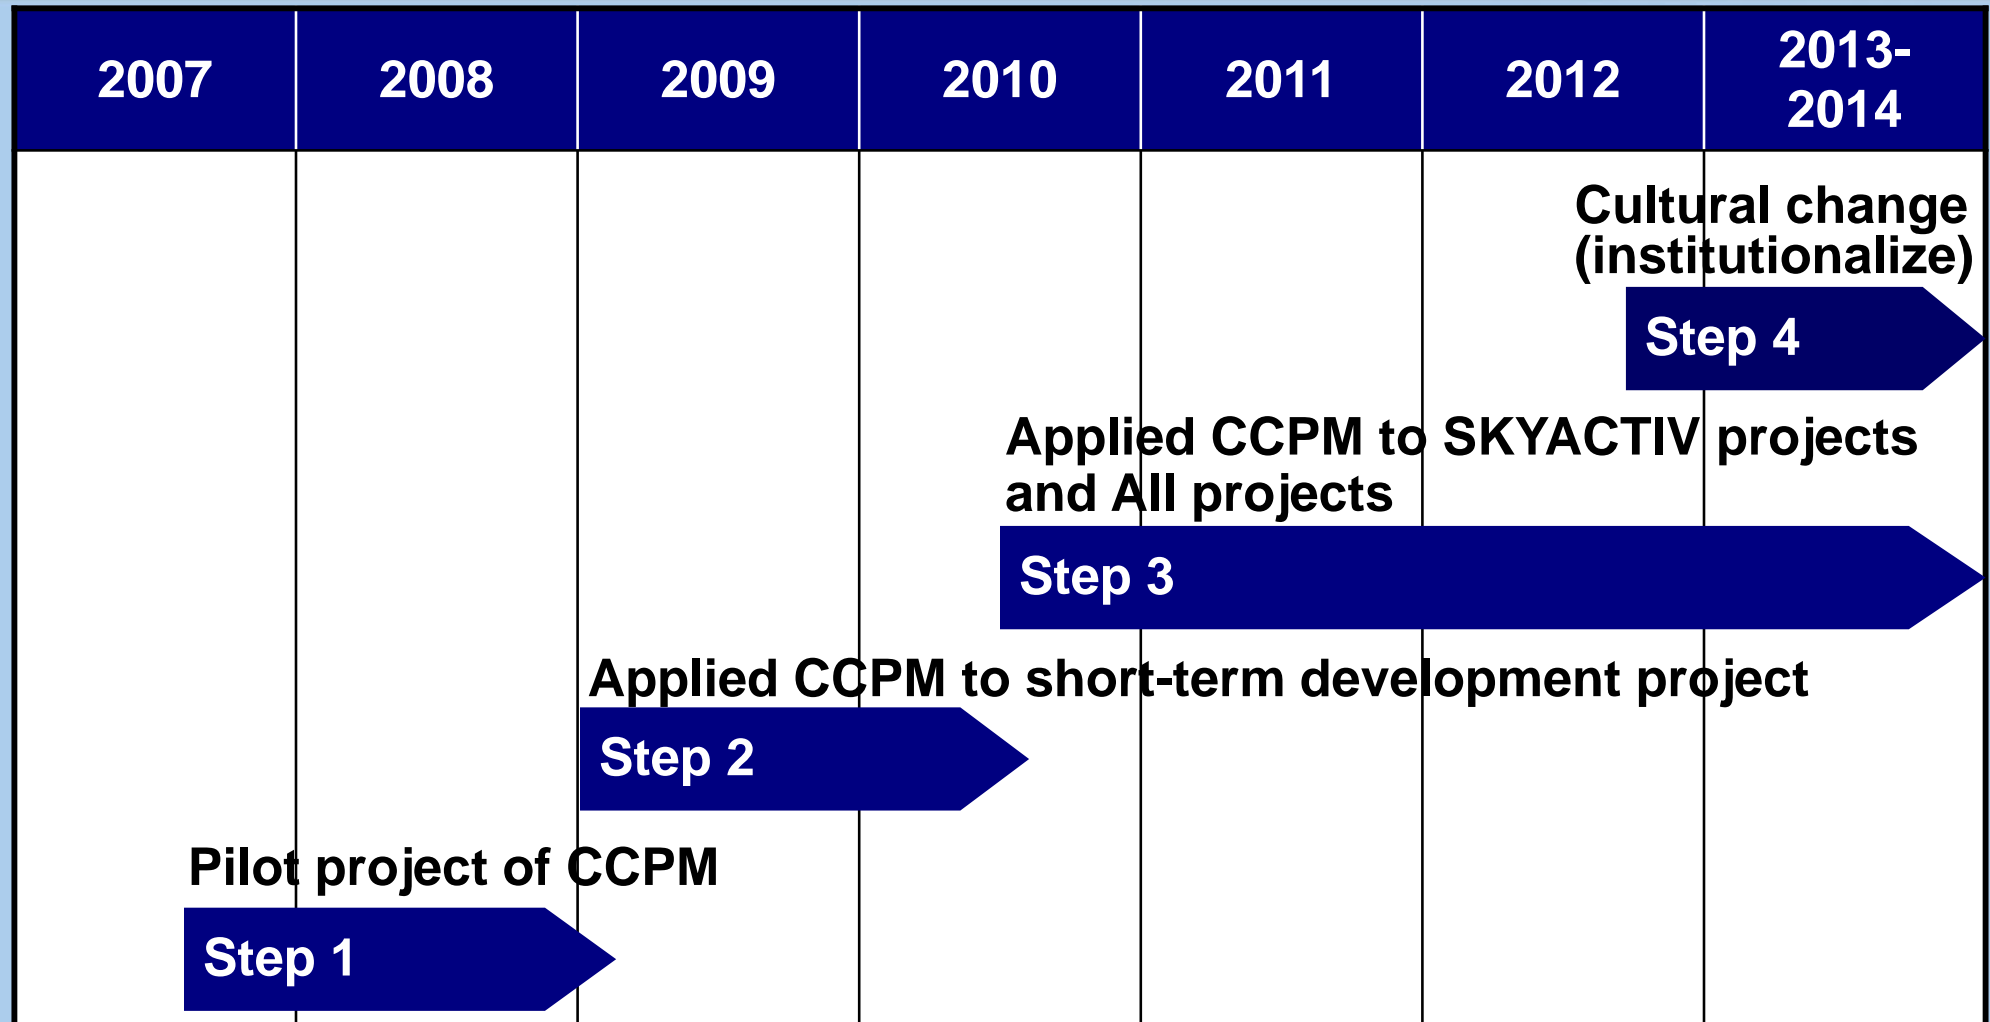 2007
2008
2009
2010
2011
2012
2013-
2014
Cultural change
(institutionalize)
Step 4
Applied CCPM to SKYACTIV projects
and All projects
Step 3
Applied CCPM to short-term development project
Step 2
Pilot project of CCPM
Step 1